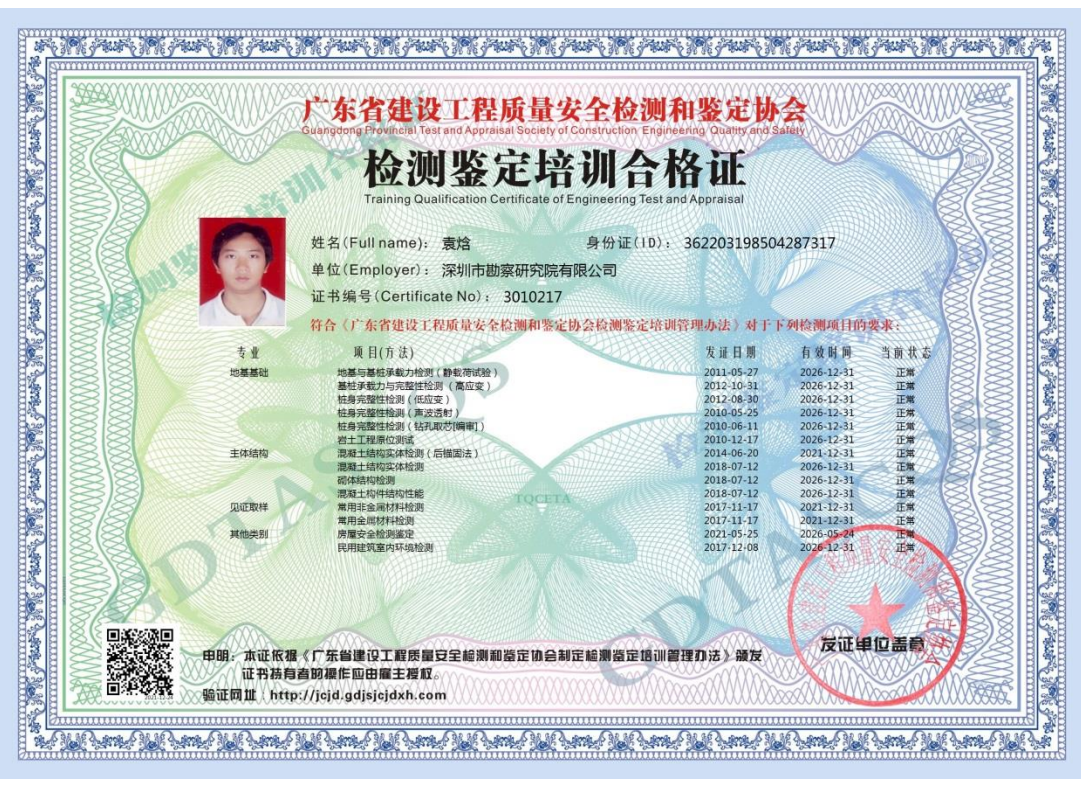 广东省建设工程质量安全检测和鉴定协会
Guangdong Provincial Test and Appraisal Society of Construction Engineering Quality and Safety
检测鉴定培训合格证
Training Qualification Certificate of Engineering Test and Appraisal
姓名(Full name): 袁焓 身份证(ID): 362203198504287317
单位(Employer): 深圳市勘察研究院有限公司
证书编号(Certificate No): 3010217
符合《广东省建设工程质量安全检测和鉴定协会检测鉴定培训管理办法》对于下列检测项目的要求:
专业 项目(方法) 发证日期 有效时间 当前状态
地基基础 地基与基桩承载力检测(静载荷试验) 2011-05-27 2026-12-31 正常
基桩承载力与完整性检测(高应变) 2012-10-31 2026-12-31 正常
桩身完整性检测(低应变) 2012-08-30 2026-12-31 正常
桩身完整性检测(声波透射) 2010-05-25 2026-12-31 正常
桩身完整性检测(钻孔取芯[编审]) 2010-06-11 2026-12-31 正常
岩土工程原位测试 2010-12-17 2026-12-31 正常
主体结构 混凝土结构实体检测(后锚固法) 2014-06-20 2021-12-31 正常
混凝土结构实体检测 2018-07-12 2026-12-31 正常
砌体结构检测 2018-07-12 2026-12-31 正常
混凝土构件结构性能 2018-07-12 2026-12-31 正常
见证取样 常用非金属材料检测 2017-11-17 2021-12-31 正常
常用金属材料检测 2017-11-17 2021-12-31 正常
其他类别 房屋安全检测鉴定 2021-05-25 2026-05-24 正常
民用建筑室内环境检测 2017-12-08 2026-12-31 正常
TQCETA
GDTASCQS
发证单位盖章
申明: 本证依据《广东省建设工程质量安全检测和鉴定协会制定检测鉴定培训管理办法》颁发
证书持有者的操作应由雇主授权。
验证网址 http://jcjd.gdjsjcjdxh.com